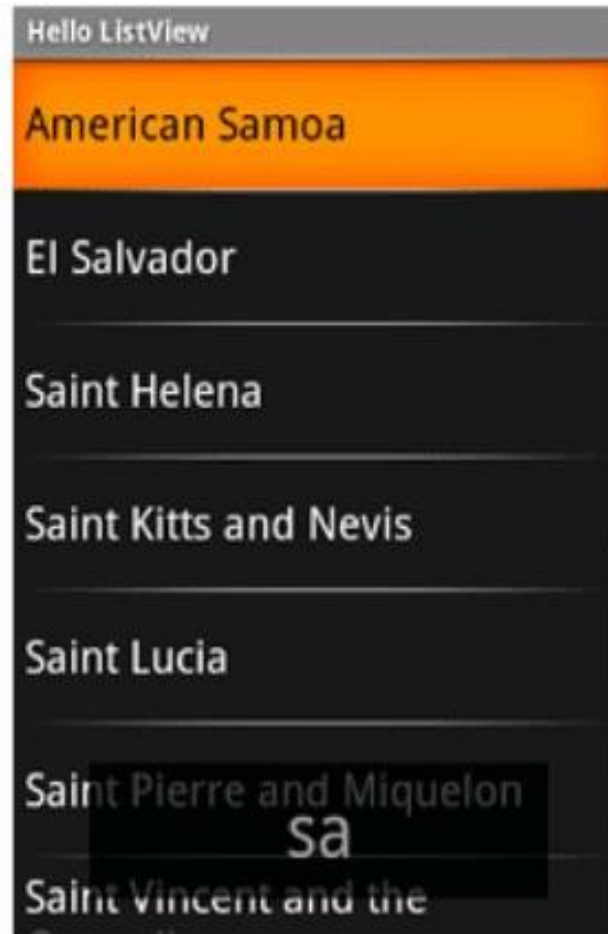 Hello ListView
American Samoa
El Salvador
Saint Helena
Saint Kitts and Nevis
Saint Lucia
Saint Pierre and Miquelon
sa
Saint Vincent and the